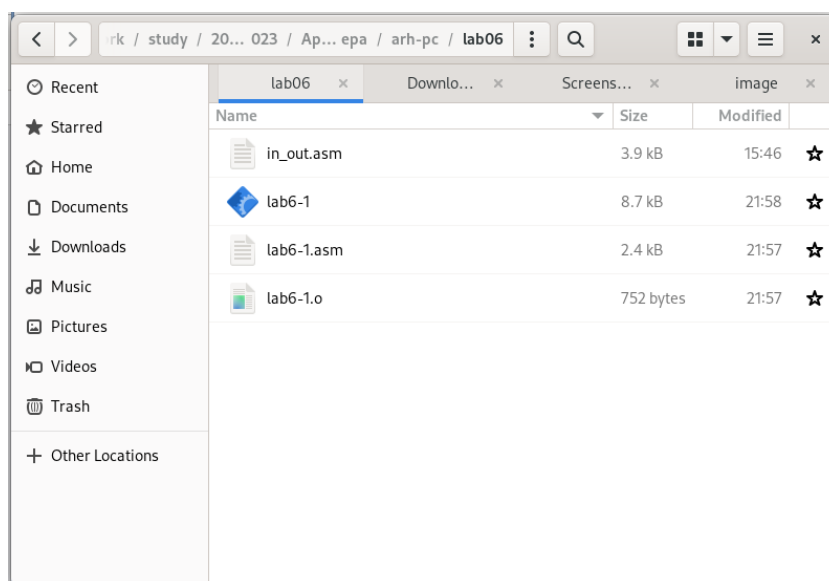 rk / study / 20... 023 / Ap... epa / arh-pc / lab06
lab06 Downlo... Screens... image
Name Size Modified
Recent
Starred
Home
Documents
Downloads
Music
Pictures
Videos
Trash
Other Locations
in_out.asm 3.9 kB 15:46
lab6-1 8.7 kB 21:58
lab6-1.asm 2.4 kB 21:57
lab6-1.o 752 bytes 21:57